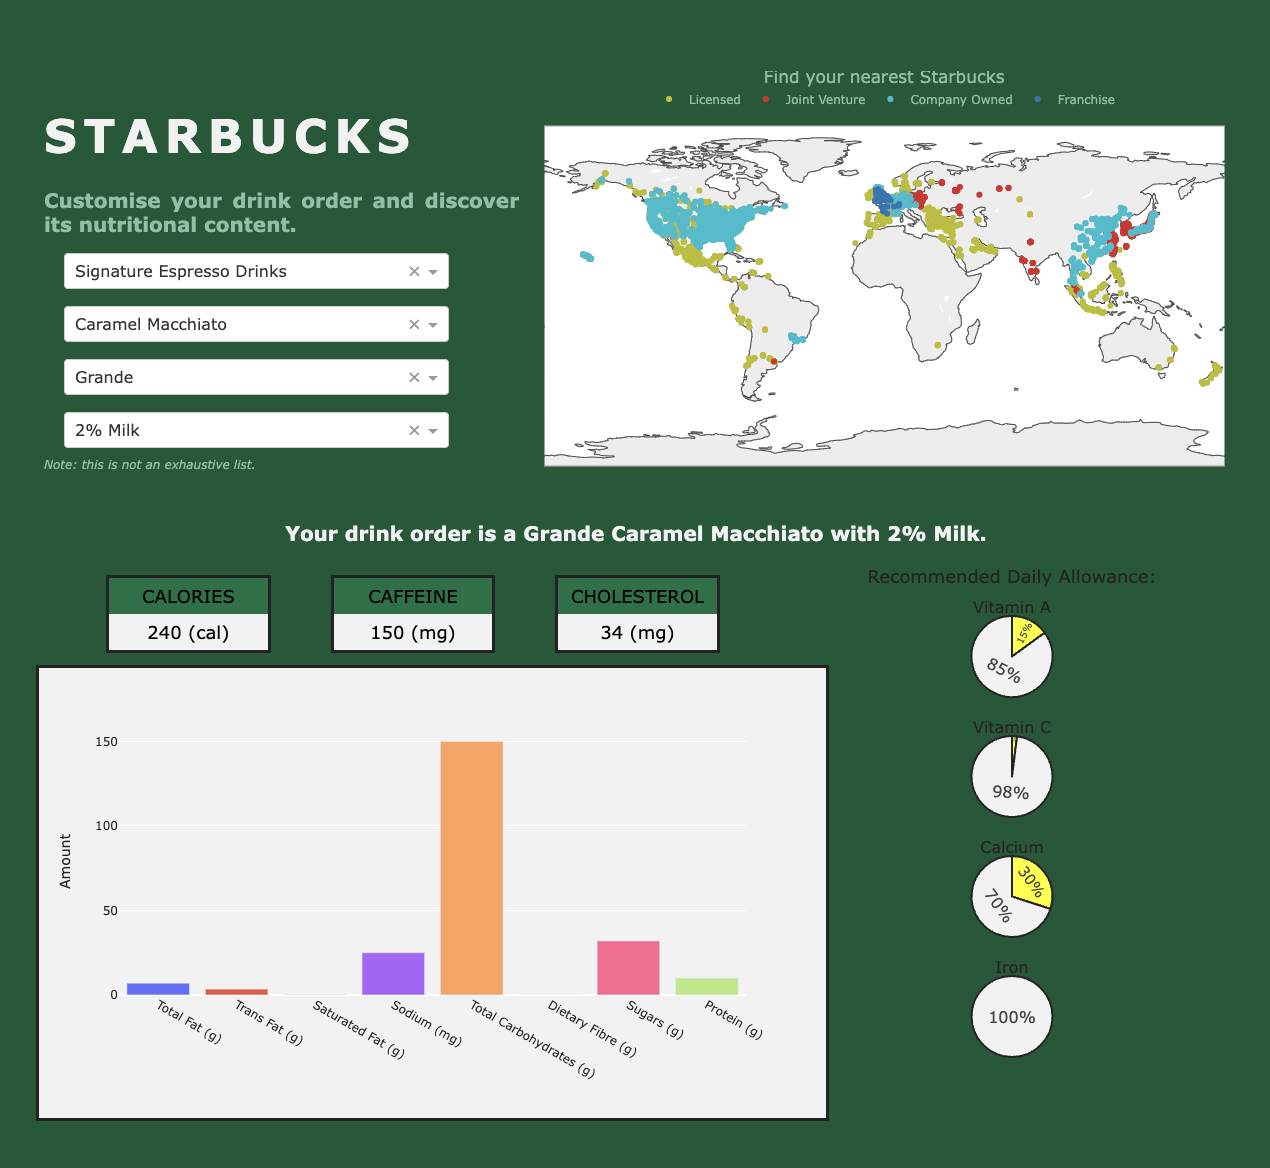 Find your nearest Starbucks
Licensed
Joint Venture
Company Owned
Franchise
STARBUCKS
Customise your drink order and discover
its nutritional content.
Signature Espresso Drinks
Caramel Macchiato
Grande
2% Milk
Note: this is not an exhaustive list.
Your drink order is a Grande Caramel Macchiato with 2% Milk.
CALORIES
240 (cal)
CAFFEINE
150 (mg)
CHOLESTEROL
34 (mg)
Amount
150
100
50
0
Total Fat (g)
Trans Fat (g)
Saturated Fat (g)
Sodium (mg)
Total Carbohydrates (g)
Dietary Fibre (g)
Sugars (g)
Protein (g)
Recommended Daily Allowance:
Vitamin A
15%
85%
Vitamin C
98%
Calcium
30%
70%
Iron
100%